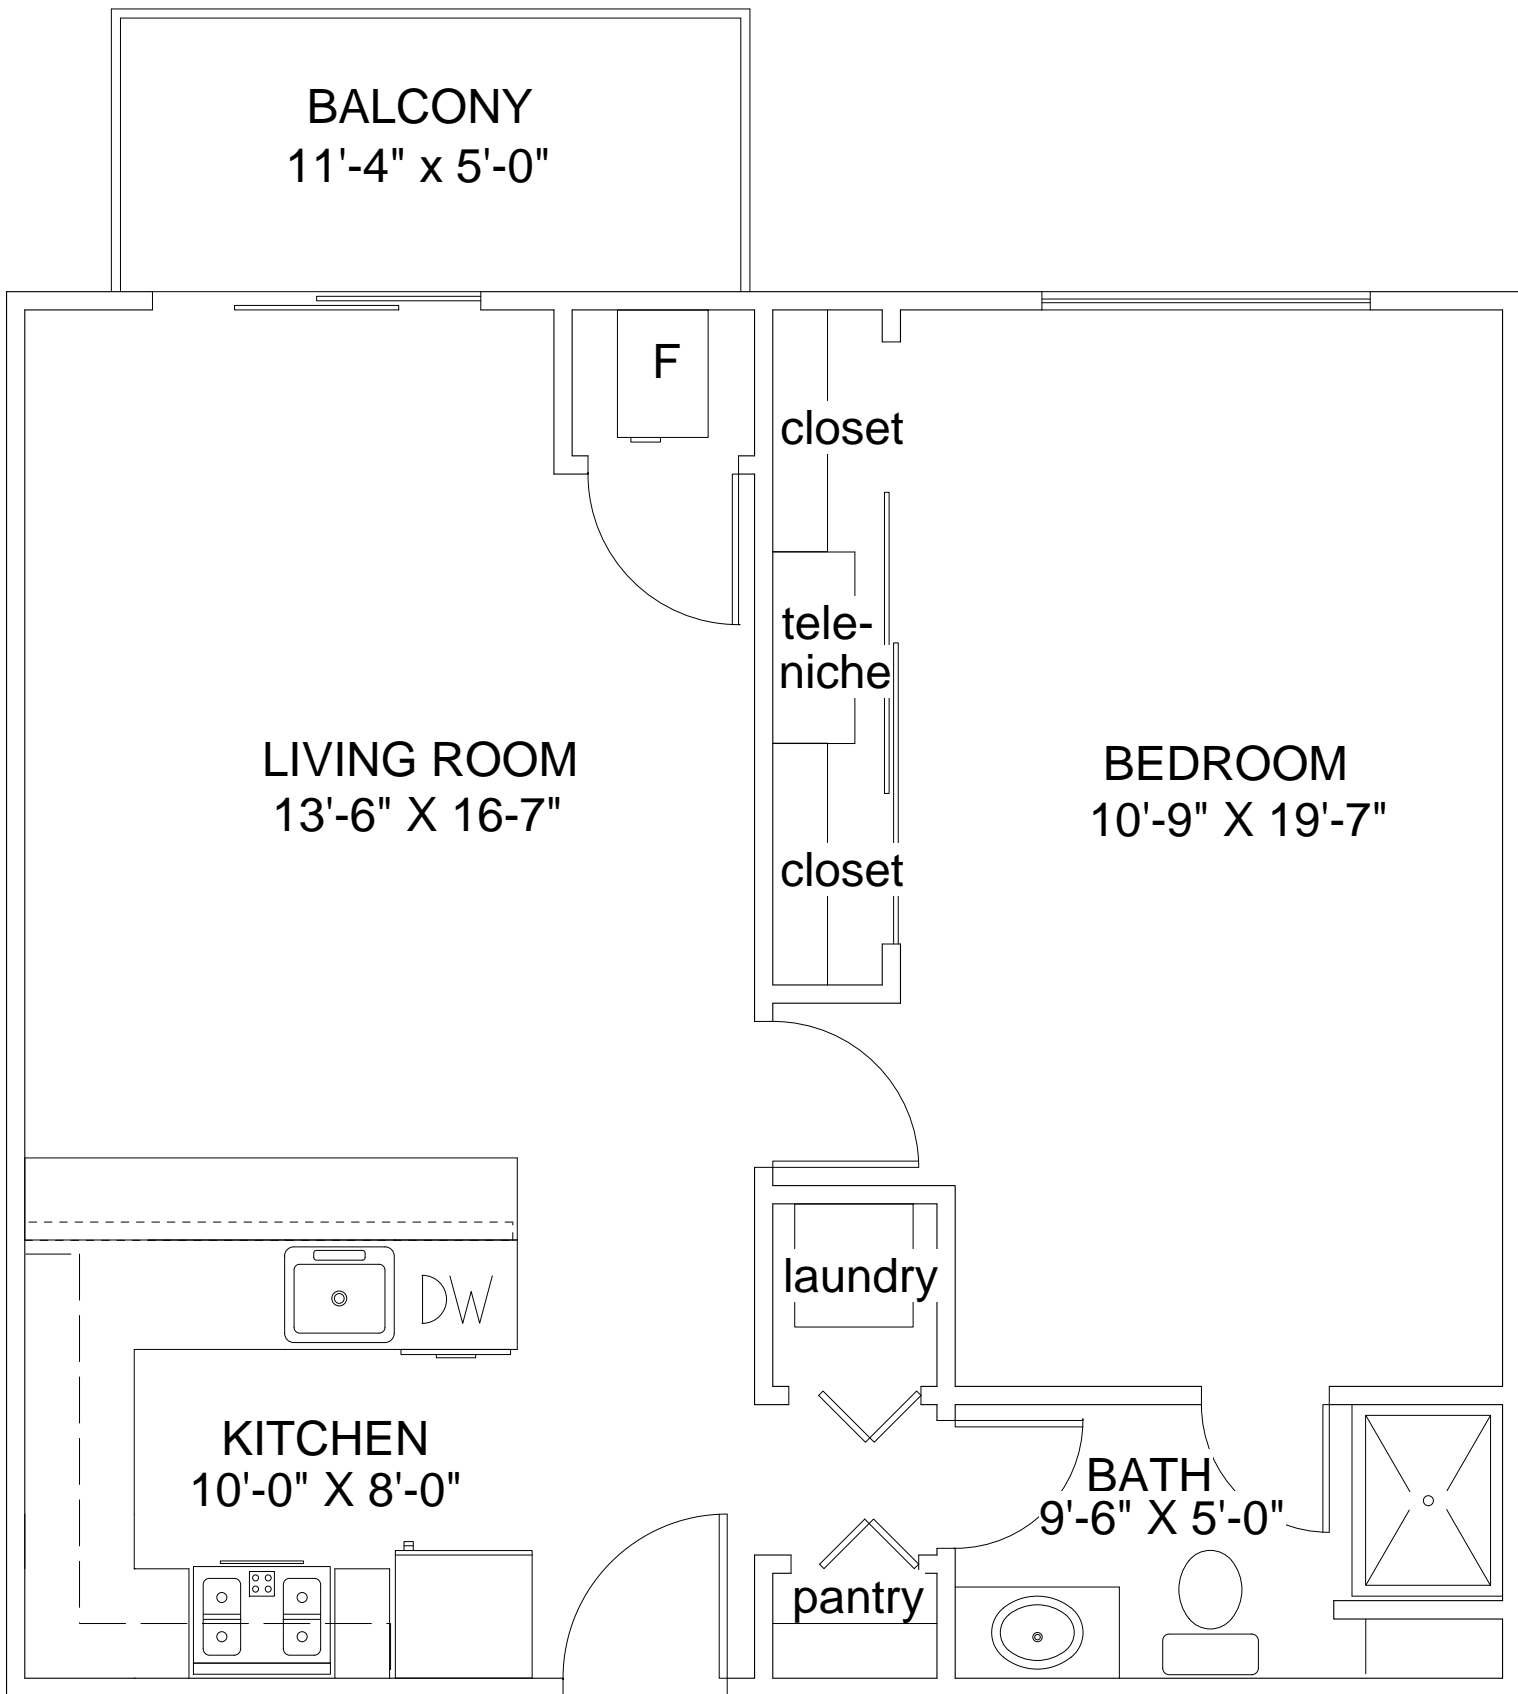 BALCONY
11'-4" x 5'-0"
F
closet
tele-
niche
LIVING ROOM
13'-6" X 16-7"
BEDROOM
10'-9" X 19'-7"
closet
laundry
DW
KITCHEN
10'-0" X 8'-0"
BATH
9'-6" X 5'-0"
pantry